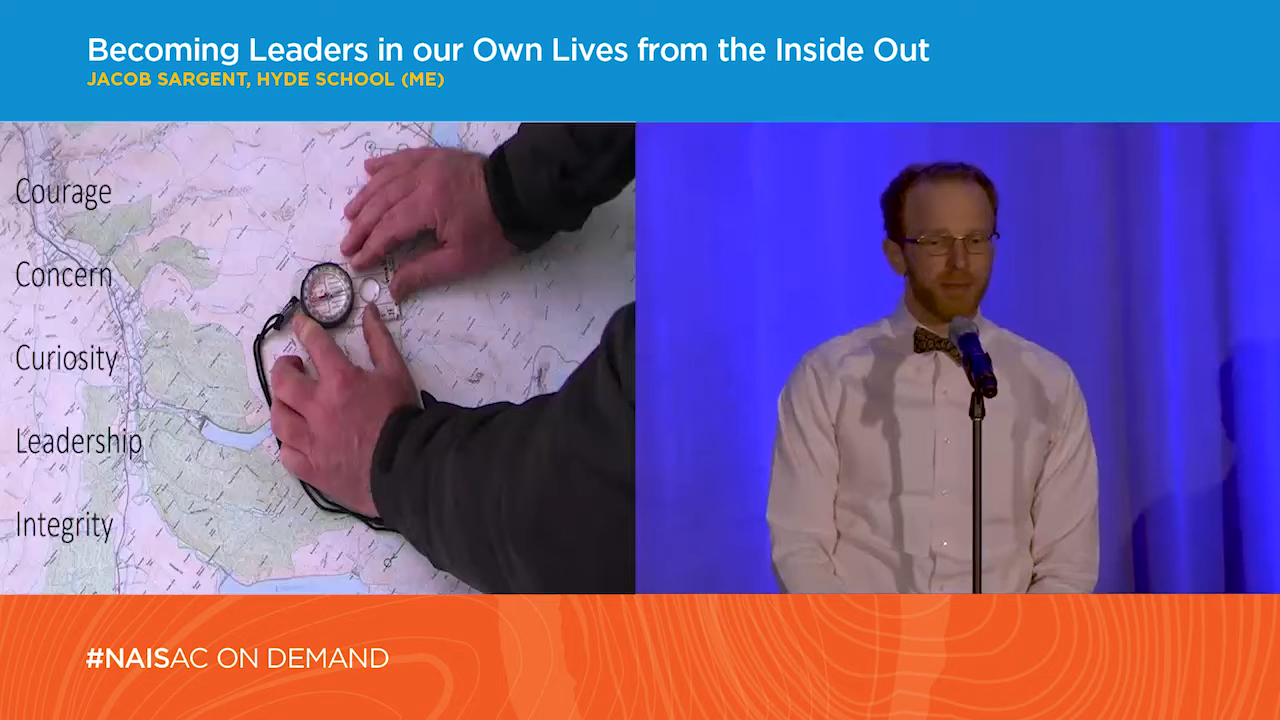 Becoming Leaders in our Own Lives from the Inside Out
JACOB SARGENT, HYDE SCHOOL (ME)
Courage
Concern
Curiosity
Leadership
Integrity
#NAISAC ON DEMAND